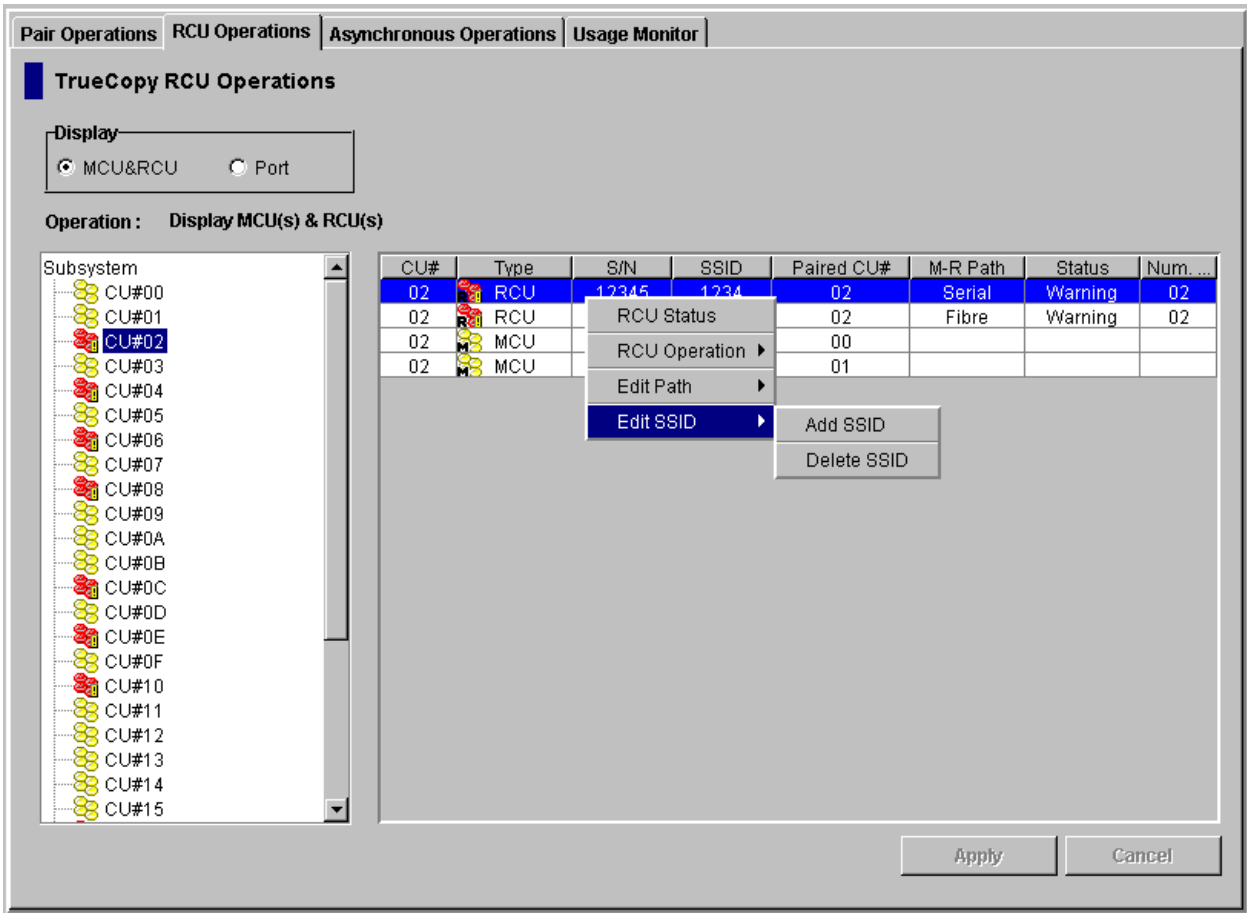 Pair Operations RCU Operations Asynchronous Operations Usage Monitor
TrueCopy RCU Operations
Display
MCU&RCU Port
Operation : Display MCU(s) & RCU(s)
Subsystem
CU#00
CU#01
CU#02
CU#03
CU#04
CU#05
CU#06
CU#07
CU#08
CU#09
CU#0A
CU#0B
CU#0C
CU#0D
CU#0E
CU#0F
CU#10
CU#11
CU#12
CU#13
CU#14
CU#15
CU# Type S/N SSID Paired CU# M-R Path Status Num. ...
02 R RCU 12345 1234 02 Serial Warning 02
02 R RCU 02 Fibre Warning 02
02 M MCU 00
02 M MCU 01
RCU Status
RCU Operation
Edit Path
Edit SSID
Add SSID
Delete SSID
Apply Cancel